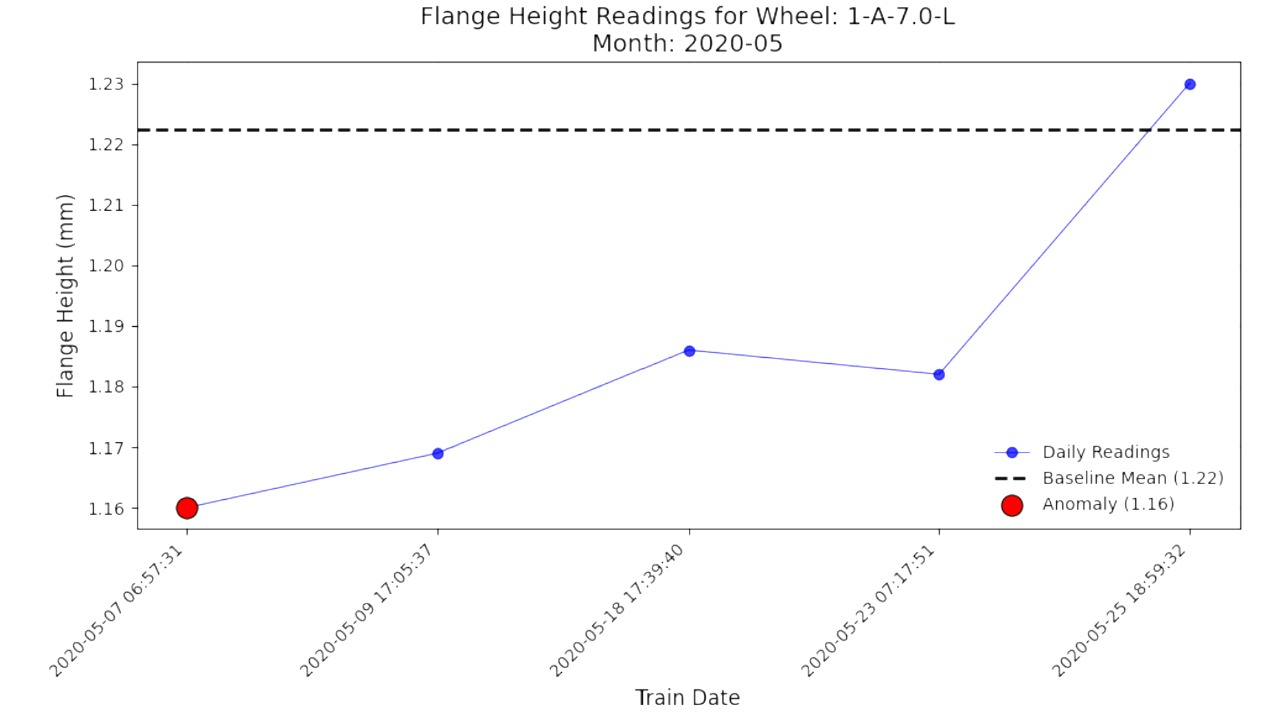 Flange Height Readings for Wheel: 1-A-7.0-L
Month: 2020-05
Flange Height (mm)
1.23
1.22
1.21
1.20
1.19
1.18
1.17
1.16
Daily Readings
Baseline Mean (1.22)
Anomaly (1.16)
2020-05-07 06:57:31
2020-05-09 17:05:37
2020-05-18 17:39:40
2020-05-23 07:17:51
2020-05-25 18:59:32
Train Date